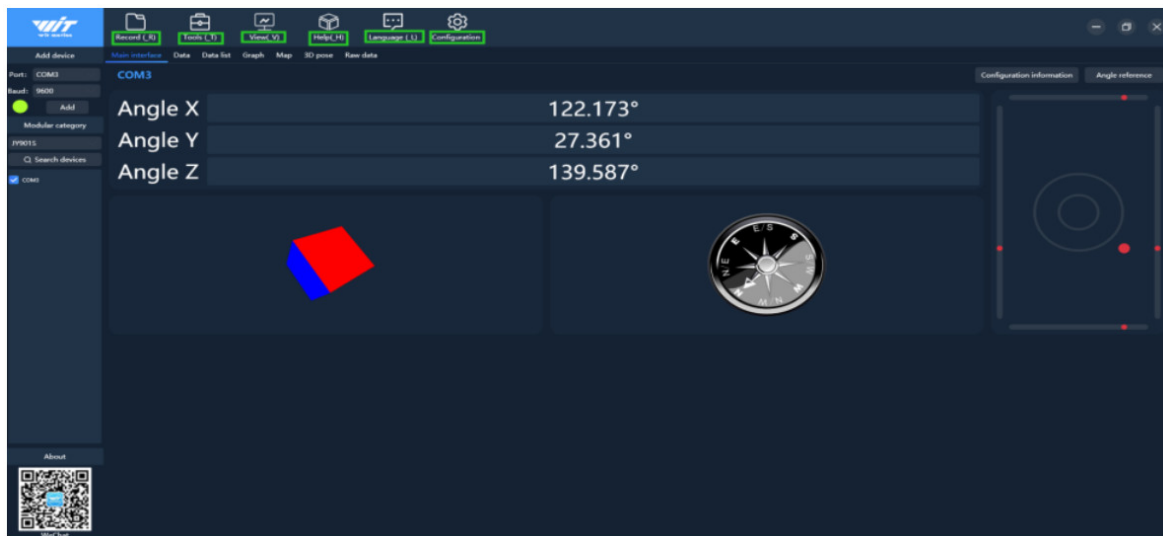 WIT
Record (_R) Tools (_T) View(_V) Help(_H) Language (_L) Configuration
Add device
Main interface Data Data list Graph Map 3D pose Raw data
Port: COM3
COM3
Configuration information Angle reference
Baud: 9600
Add
Angle X 122.173°
Modular category
Angle Y 27.361°
JY901S
Search devices
Angle Z 139.587°
COM3
E/S
E S
N/E S/W
N W
N/W
About
WeChat